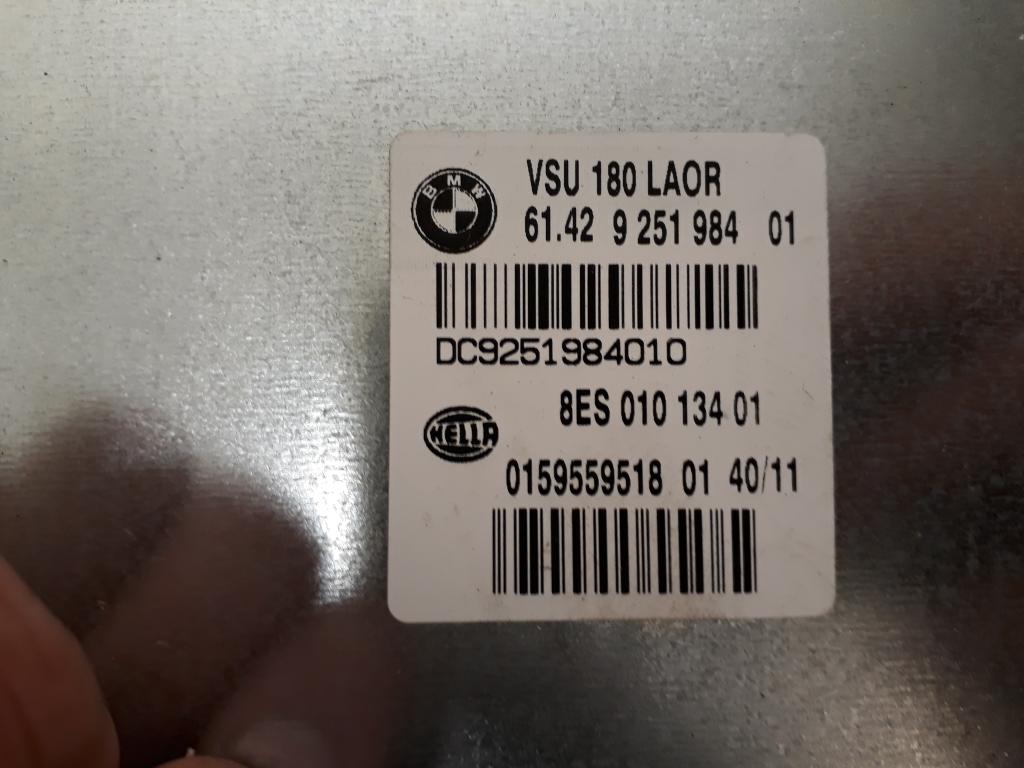 BMW
VSU 180 LAOR
61.42 9 251 984 01
DC9251984010
8ES 010 134 01
HELLA
0159559518 01 40/11